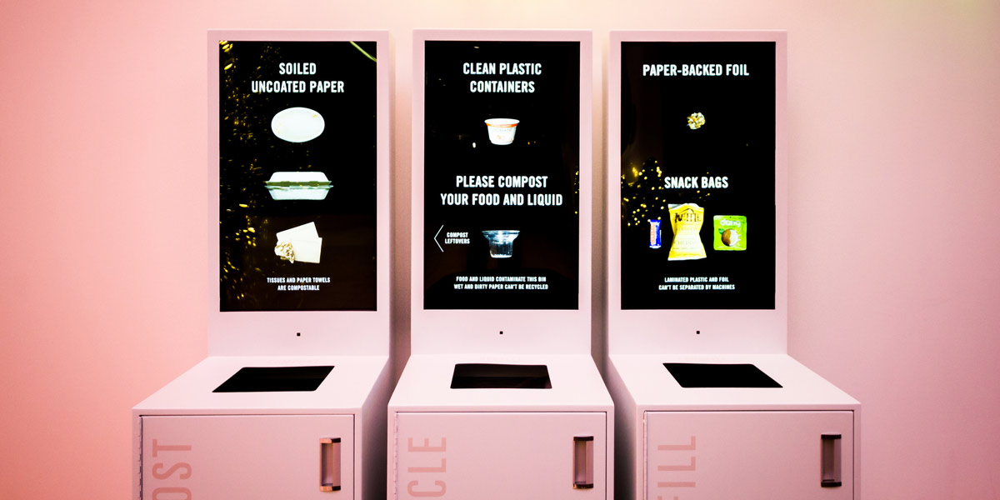 SOILED
UNCOATED PAPER
TISSUES AND PAPER TOWELS
ARE COMPOSTABLE
OST
CLEAN PLASTIC
CONTAINERS
PLEASE COMPOST
YOUR FOOD AND LIQUID
COMPOST
LEFTOVERS
FOOD AND LIQUID CONTAMINATE THIS BIN
WET AND DIRTY PAPER CAN'T BE RECYCLED
CLE
PAPER-BACKED FOIL
SNACK BAGS
LAMINATED PLASTIC AND FOIL
CAN'T BE SEPARATED BY MACHINES
FILL